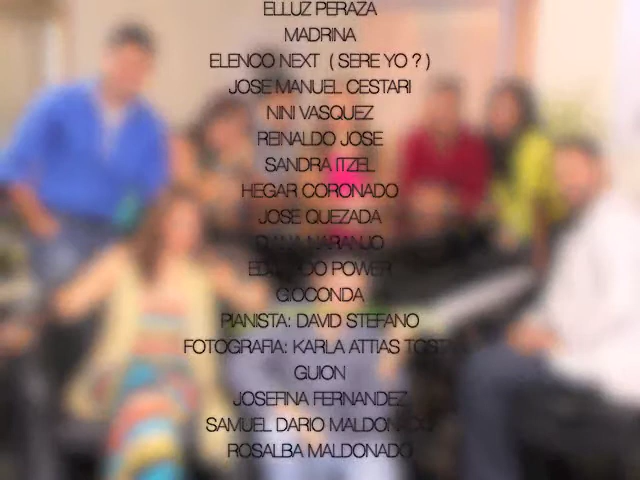 ELLUZ PERAZA
MADRINA
ELENCO NEXT ( SERE YO ? )
JOSE MANUEL CESTARI
NINI VASQUEZ
REINALDO JOSE
SANDRA ITZEL
HEGAR CORONADO
JOSE QUEZADA
DIANA NARANJO
POWER
GIOCONDA
PIANISTA: DAVID STEFANO
FOTOGRAFIA: KARLA ATTIAS
GUION
JOSEFINA FERNANDEZ
SAMUEL DARIO MALDONADO
ROSALBA MALDONADO